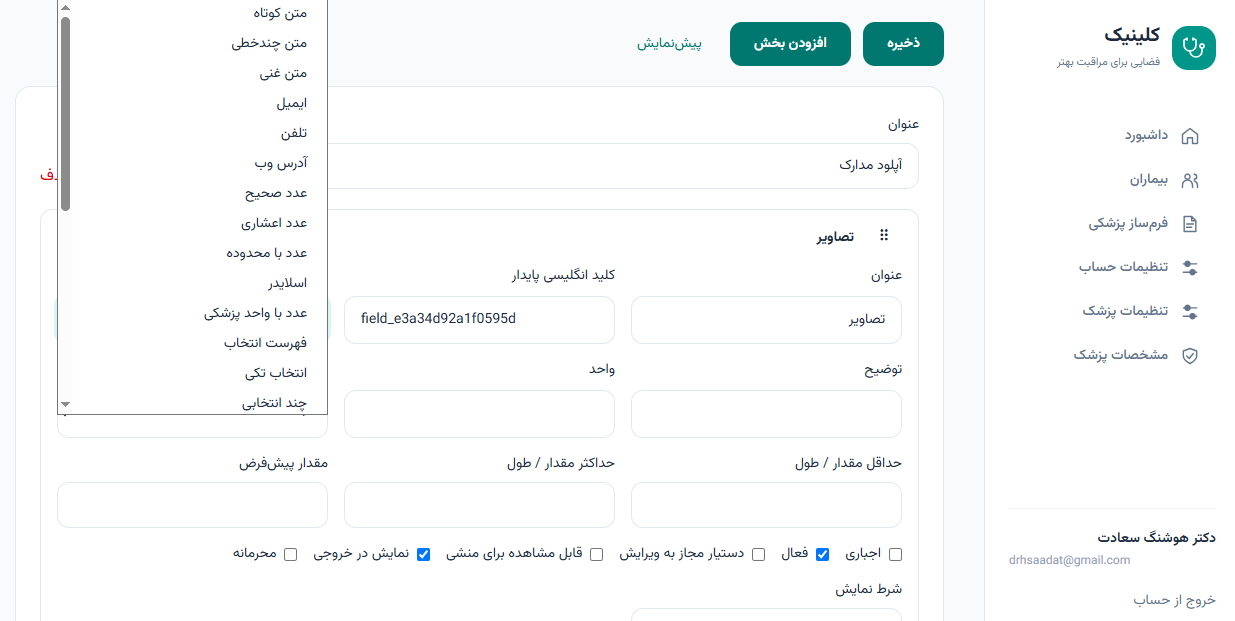 کلینیک
فضایی برای مراقبت بهتر
داشبورد
بیماران
فرم‌ساز پزشکی
تنظیمات حساب
تنظیمات پزشک
مشخصات پزشک
دکتر هوشنگ سعادت
drhsaadat@gmail.com
خروج از حساب
ذخیره
افزودن بخش
پیش‌نمایش
عنوان
آپلود مدارک
تصاویر
عنوان
کلید انگلیسی پایدار
تصاویر
field_e3a34d92a1f0595d
توضیح
واحد
حداقل مقدار / طول
حداکثر مقدار / طول
مقدار پیش‌فرض
اجباری
فعال
دستیار مجاز به ویرایش
قابل مشاهده برای منشی
نمایش در خروجی
محرمانه
شرط نمایش
متن کوتاه
متن چندخطی
متن غنی
ایمیل
تلفن
آدرس وب
عدد صحیح
عدد اعشاری
عدد با محدوده
اسلایدر
عدد با واحد پزشکی
فهرست انتخاب
انتخاب تکی
چند انتخابی